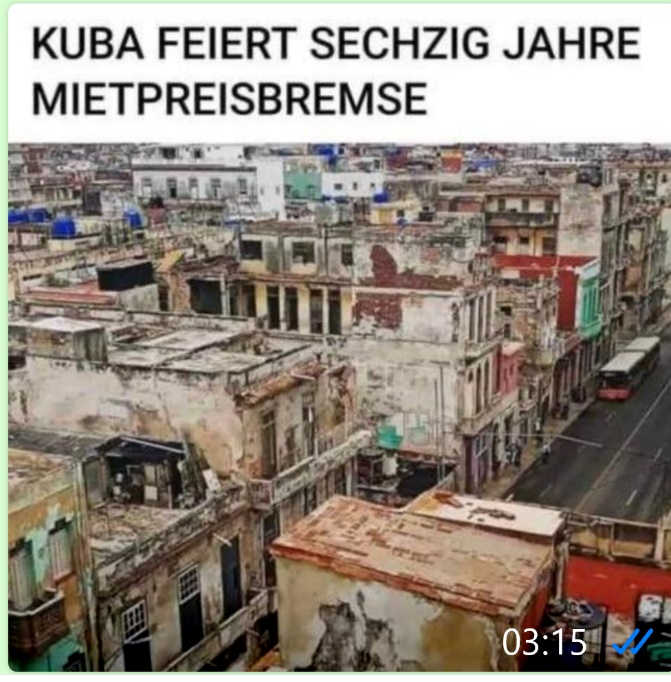 KUBA FEIERT SECHZIG JAHRE
MIETPREISBREMSE
03:15